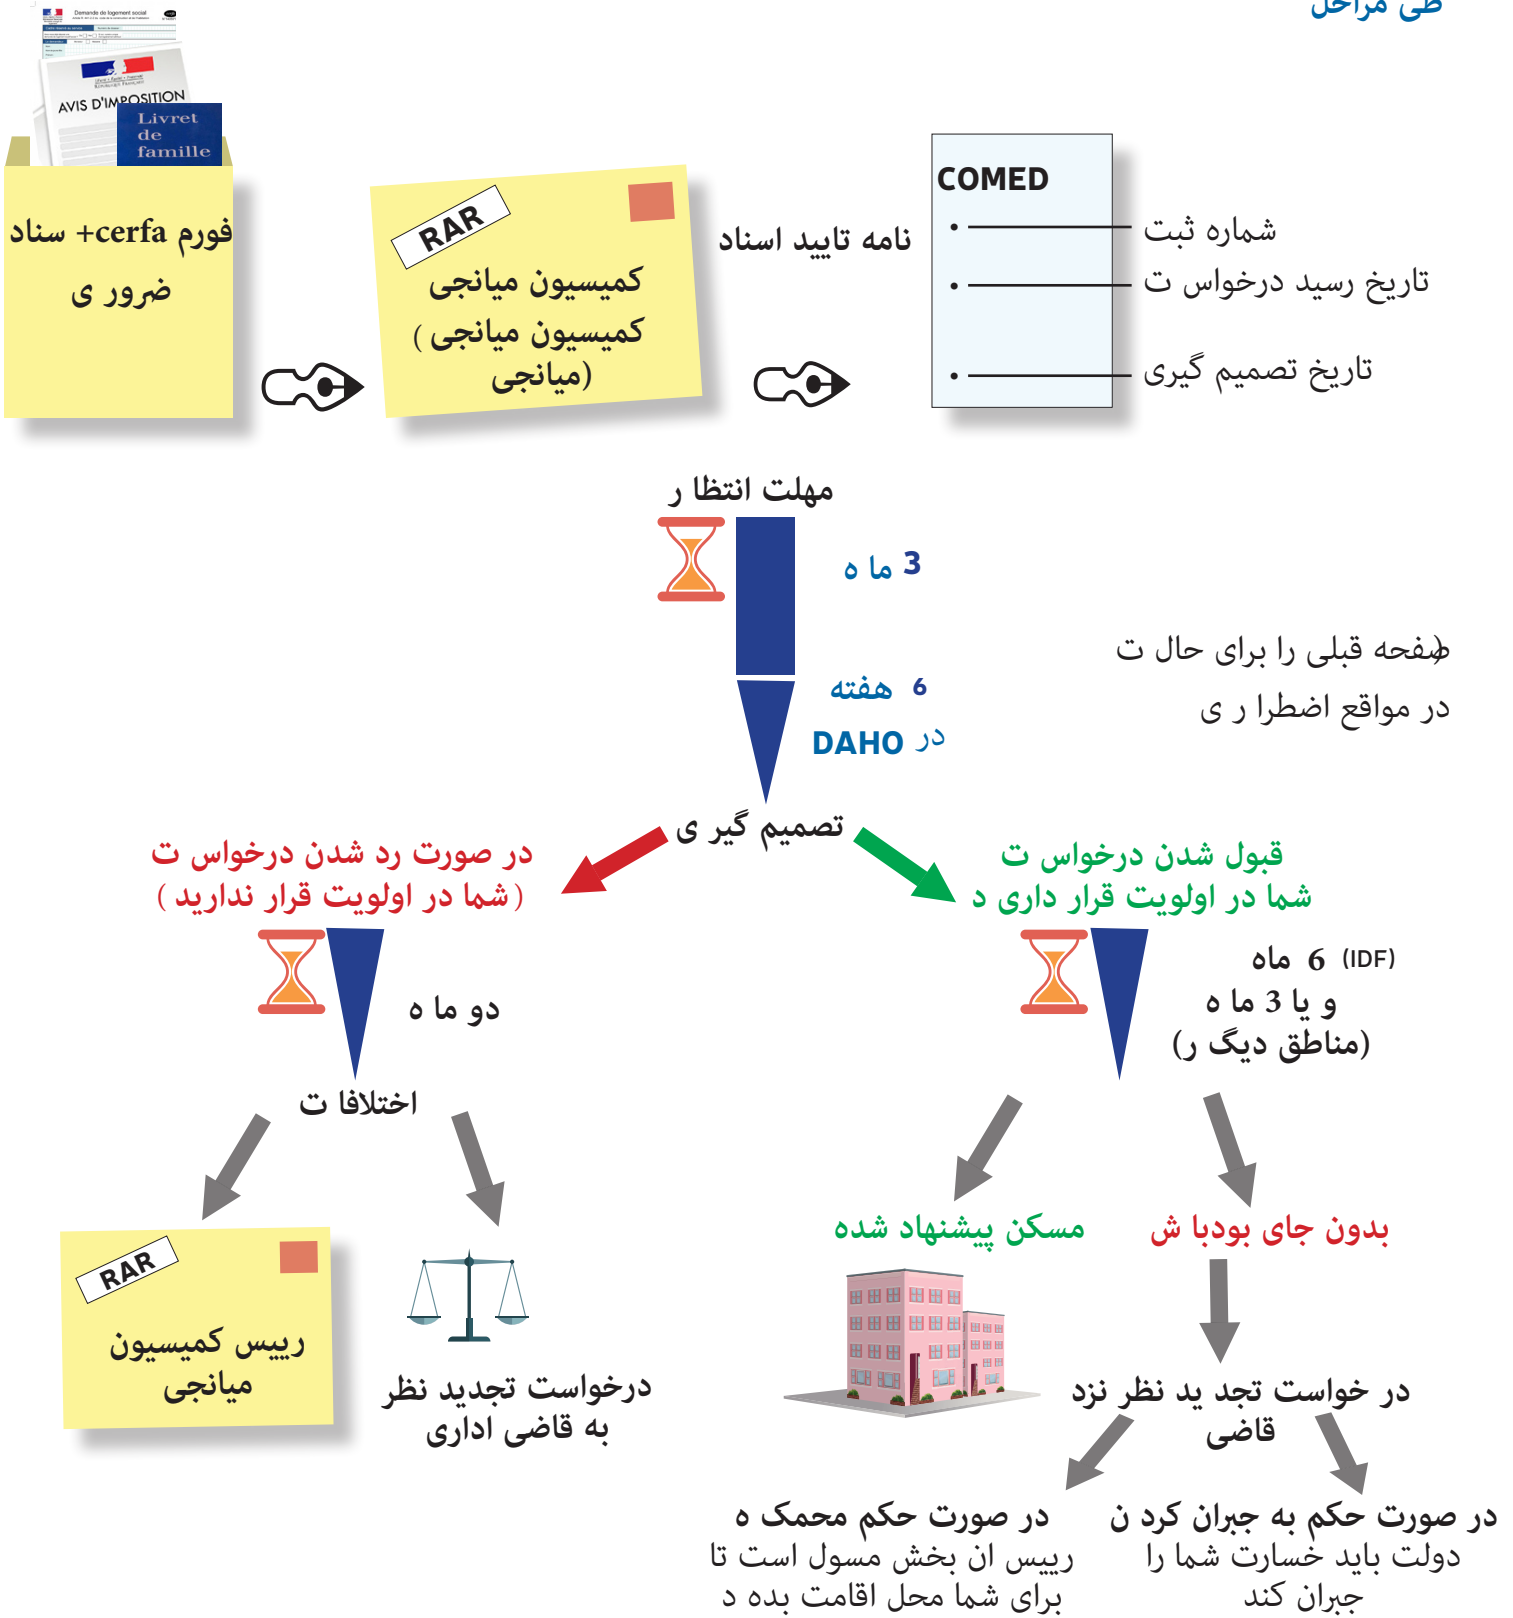 طی مراحل
Demande de logement social
AVIS D'IMPOSITION
Livret
de
famille
فورم cerfa+ سناد
ضرور ی
RAR
کمیسیون میانجی
کمیسیون میانجی )
(میانجی
نامه تایید اسناد
COMED
• شماره ثبت
• تاریخ رسید درخواس ت
• تاریخ تصمیم گیری
مهلت انتظا ر
3 ما ه
6 هفته
در DAHO
(صفحه قبلی را برای حال ت
در مواقع اضطرا ر ی
تصمیم گیر ی
در صورت رد شدن درخواس ت
(شما در اولویت قرار ندارید )
قبول شدن درخواس ت
شما در اولویت قرار داری د
دو ما ه
(IDF) 6 ماه
و یا 3 ما ه
(مناطق دیگ ر)
اختلافا ت
RAR
رییس کمیسیون
میانجی
درخواست تجدید نظر
به قاضی اداری
مسکن پیشنهاد شده
بدون جای بودبا ش
در خواست تجد ید نظر نزد
قاضی
در صورت حکم محمک ه
رییس ان بخش مسول است تا
برای شما محل اقامت بده د
در صورت حکم به جبران کرد ن
دولت باید خسارت شما را
جبران کند